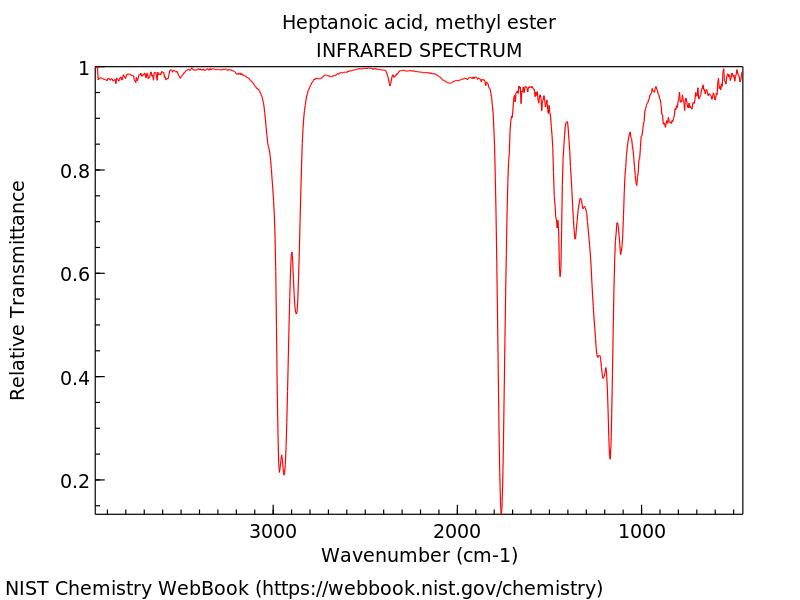 Heptanoic acid, methyl ester
INFRARED SPECTRUM
1
0.8
0.6
0.4
0.2
Relative Transmittance
3000 2000 1000
Wavenumber (cm-1)
NIST Chemistry WebBook (https://webbook.nist.gov/chemistry)